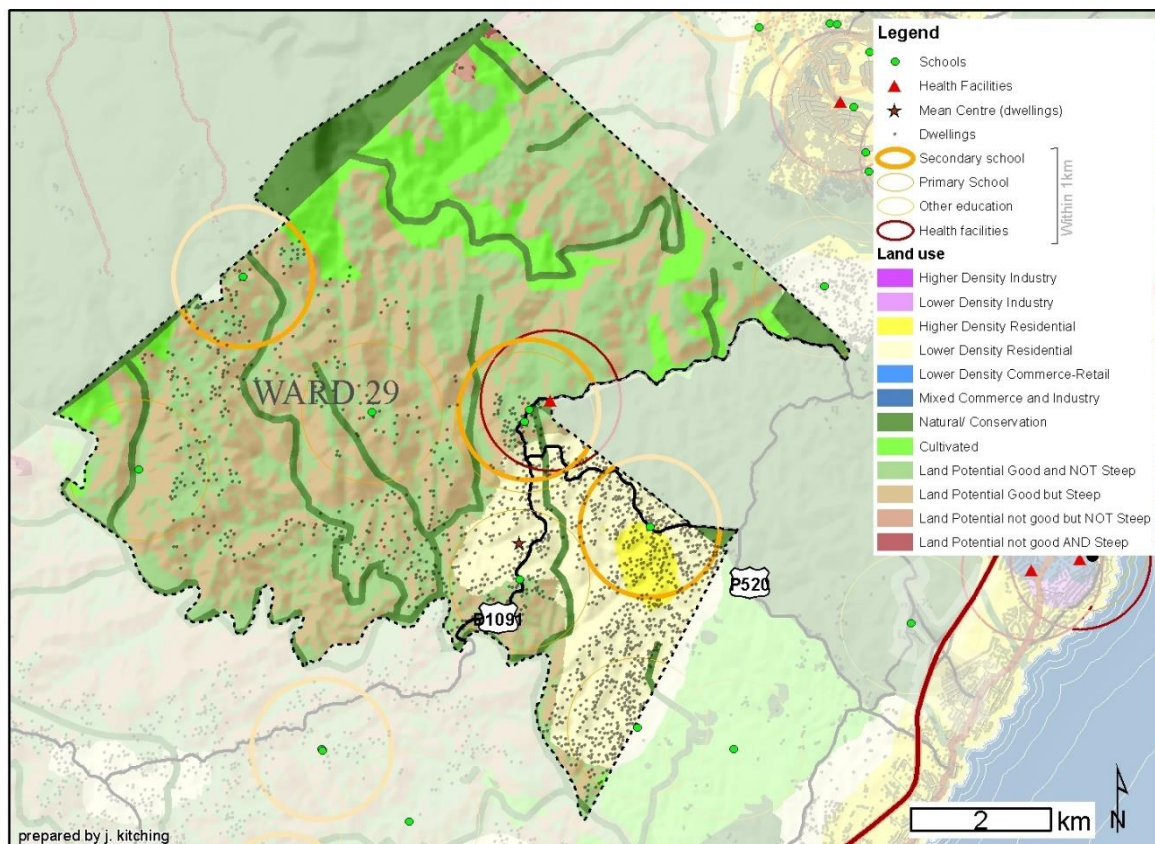 Legend
Schools
Health Facilities
Mean Centre (dwellings)
Dwellings
Secondary school
Primary School
Other education
Health facilities
Within 1km
Land use
Higher Density Industry
Lower Density Industry
Higher Density Residential
Lower Density Residential
Lower Density Commerce-Retail
Mixed Commerce and Industry
Natural/ Conservation
Cultivated
Land Potential Good and NOT Steep
Land Potential Good but Steep
Land Potential not good but NOT Steep
Land Potential not good AND Steep
WARD 29
P520
D1091
2 km
N
prepared by j. kitching